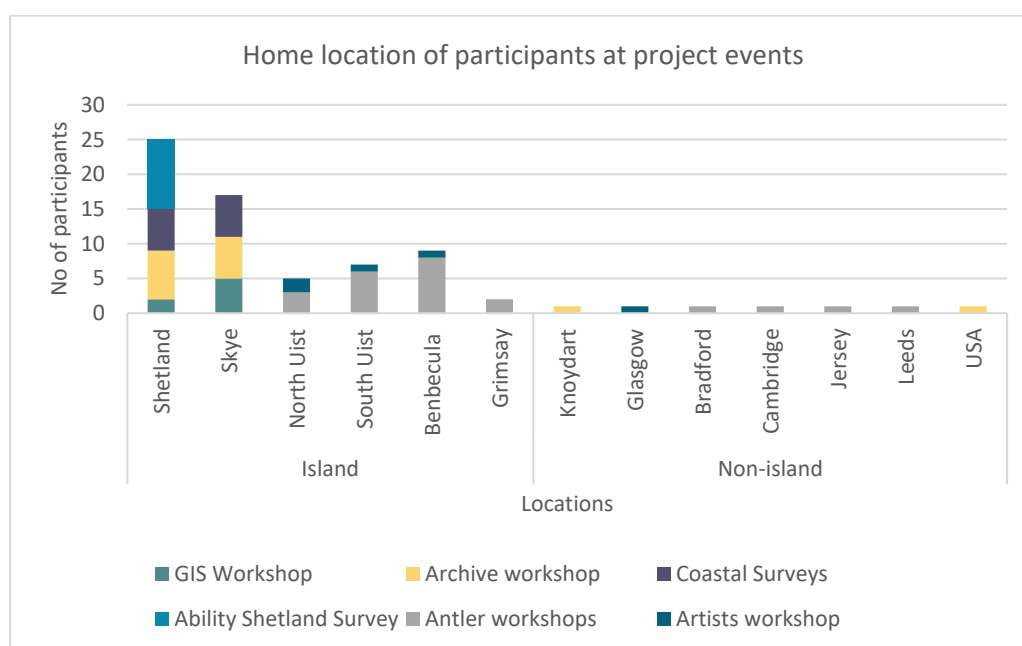 Home location of participants at project events
No of participants
30
25
20
15
10
5
0
Shetland
Skye
North Uist
South Uist
Benbecula
Grimsay
Knoydart
Glasgow
Bradford
Cambridge
Jersey
Leeds
USA
Island
Non-island
Locations
GIS Workshop
Archive workshop
Coastal Surveys
Ability Shetland Survey
Antler workshops
Artists workshop